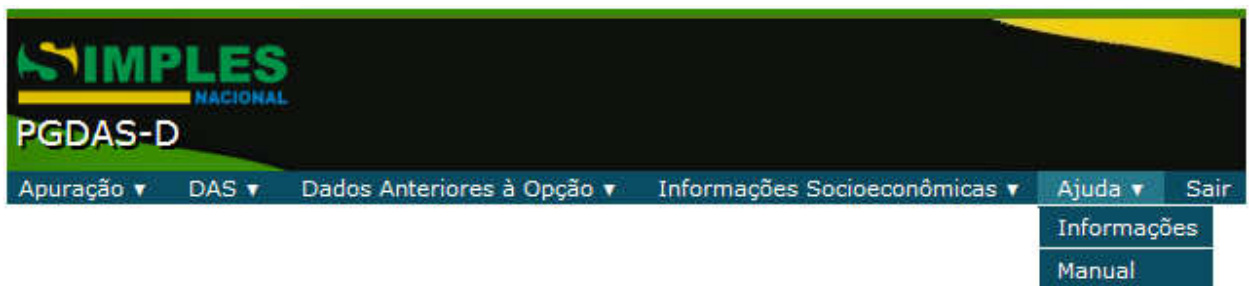 SIMPLES
NACIONAL
PGDAS-D
Apuração ▼ DAS ▼ Dados Anteriores à Opção ▼ Informações Socioeconômicas ▼ Ajuda ▼ Sair
Informações
Manual